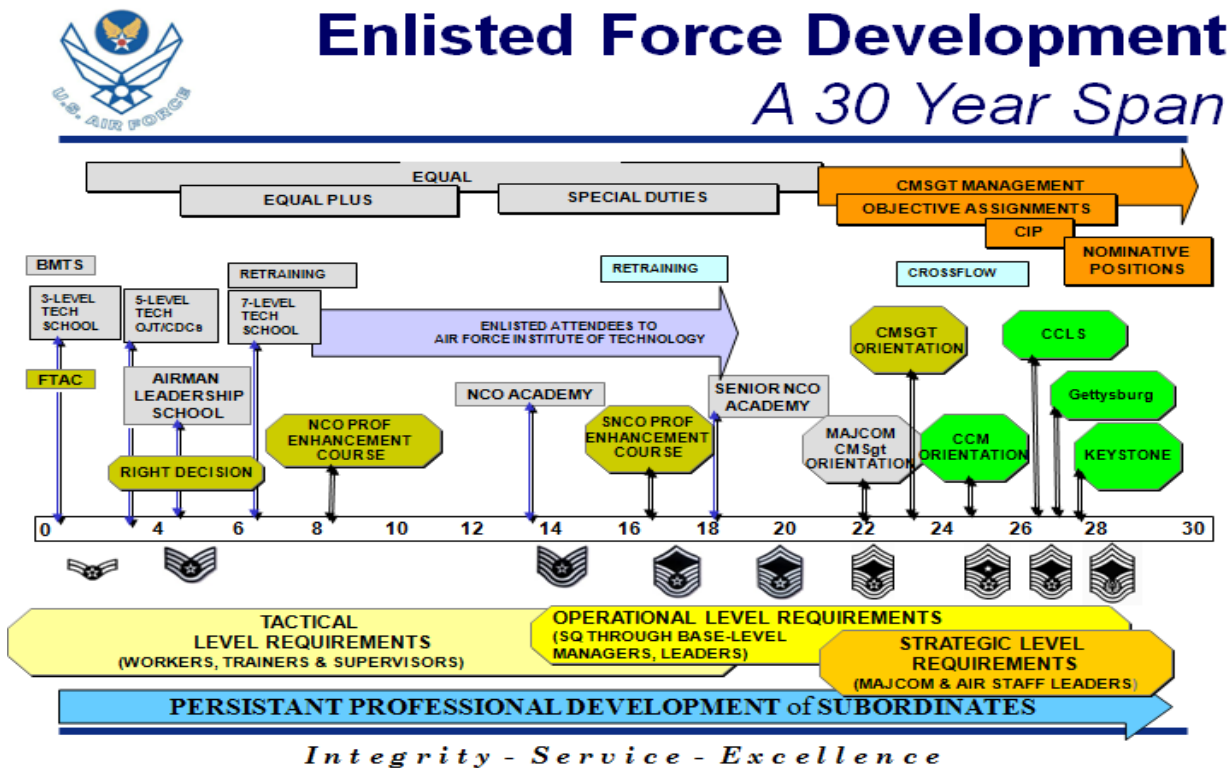 Enlisted Force Development
A 30 Year Span
U.S. AIR FORCE
EQUAL
EQUAL PLUS
SPECIAL DUTIES
CMSGT MANAGEMENT
OBJECTIVE ASSIGNMENTS
CIP
NOMINATIVE
POSITIONS
BMTS
RETRAINING
RETRAINING
CROSSFLOW
3-LEVEL
TECH
SCHOOL
5-LEVEL
TECH
OJT/CDCs
7-LEVEL
TECH
SCHOOL
ENLISTED ATTENDEES TO
AIR FORCE INSTITUTE OF TECHNOLOGY
CMSGT
ORIENTATION
CCLS
FTAC
AIRMAN
LEADERSHIP
SCHOOL
NCO ACADEMY
SENIOR NCO
ACADEMY
Gettysburg
RIGHT DECISION
NCO PROF
ENHANCEMENT
COURSE
SNCO PROF
ENHANCEMENT
COURSE
MAJCOM
CMSgt
ORIENTATION
CCM
ORIENTATION
KEYSTONE
0 4 6 8 10 12 14 16 18 20 22 24 26 28 30
TACTICAL
LEVEL REQUIREMENTS
(WORKERS, TRAINERS & SUPERVISORS)
OPERATIONAL LEVEL REQUIREMENTS
(SQ THROUGH BASE-LEVEL
MANAGERS, LEADERS)
STRATEGIC LEVEL
REQUIREMENTS
(MAJCOM & AIR STAFF LEADERS)
PERSISTANT PROFESSIONAL DEVELOPMENT of SUBORDINATES
Integrity - Service - Excellence